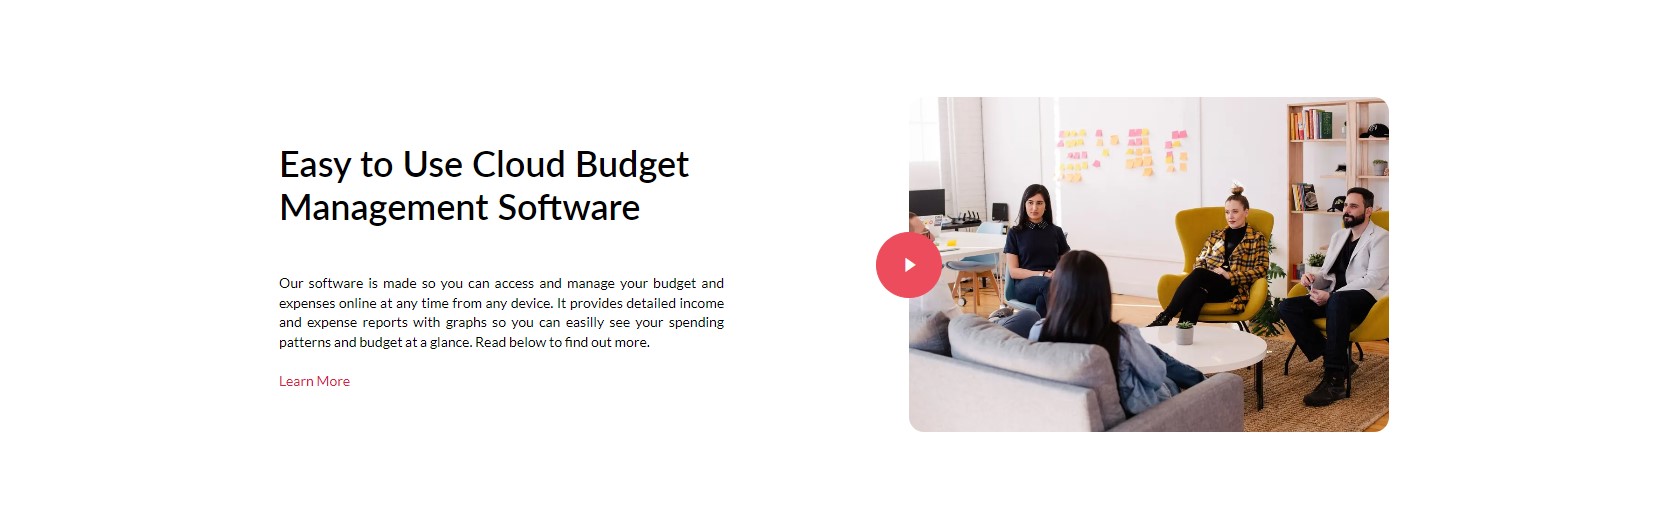 Easy to Use Cloud Budget
Management Software
Our software is made so you can access and manage your budget and
expenses online at any time from any device. It provides detailed income
and expense reports with graphs so you can easilly see your spending
patterns and budget at a glance. Read below to find out more.
Learn More